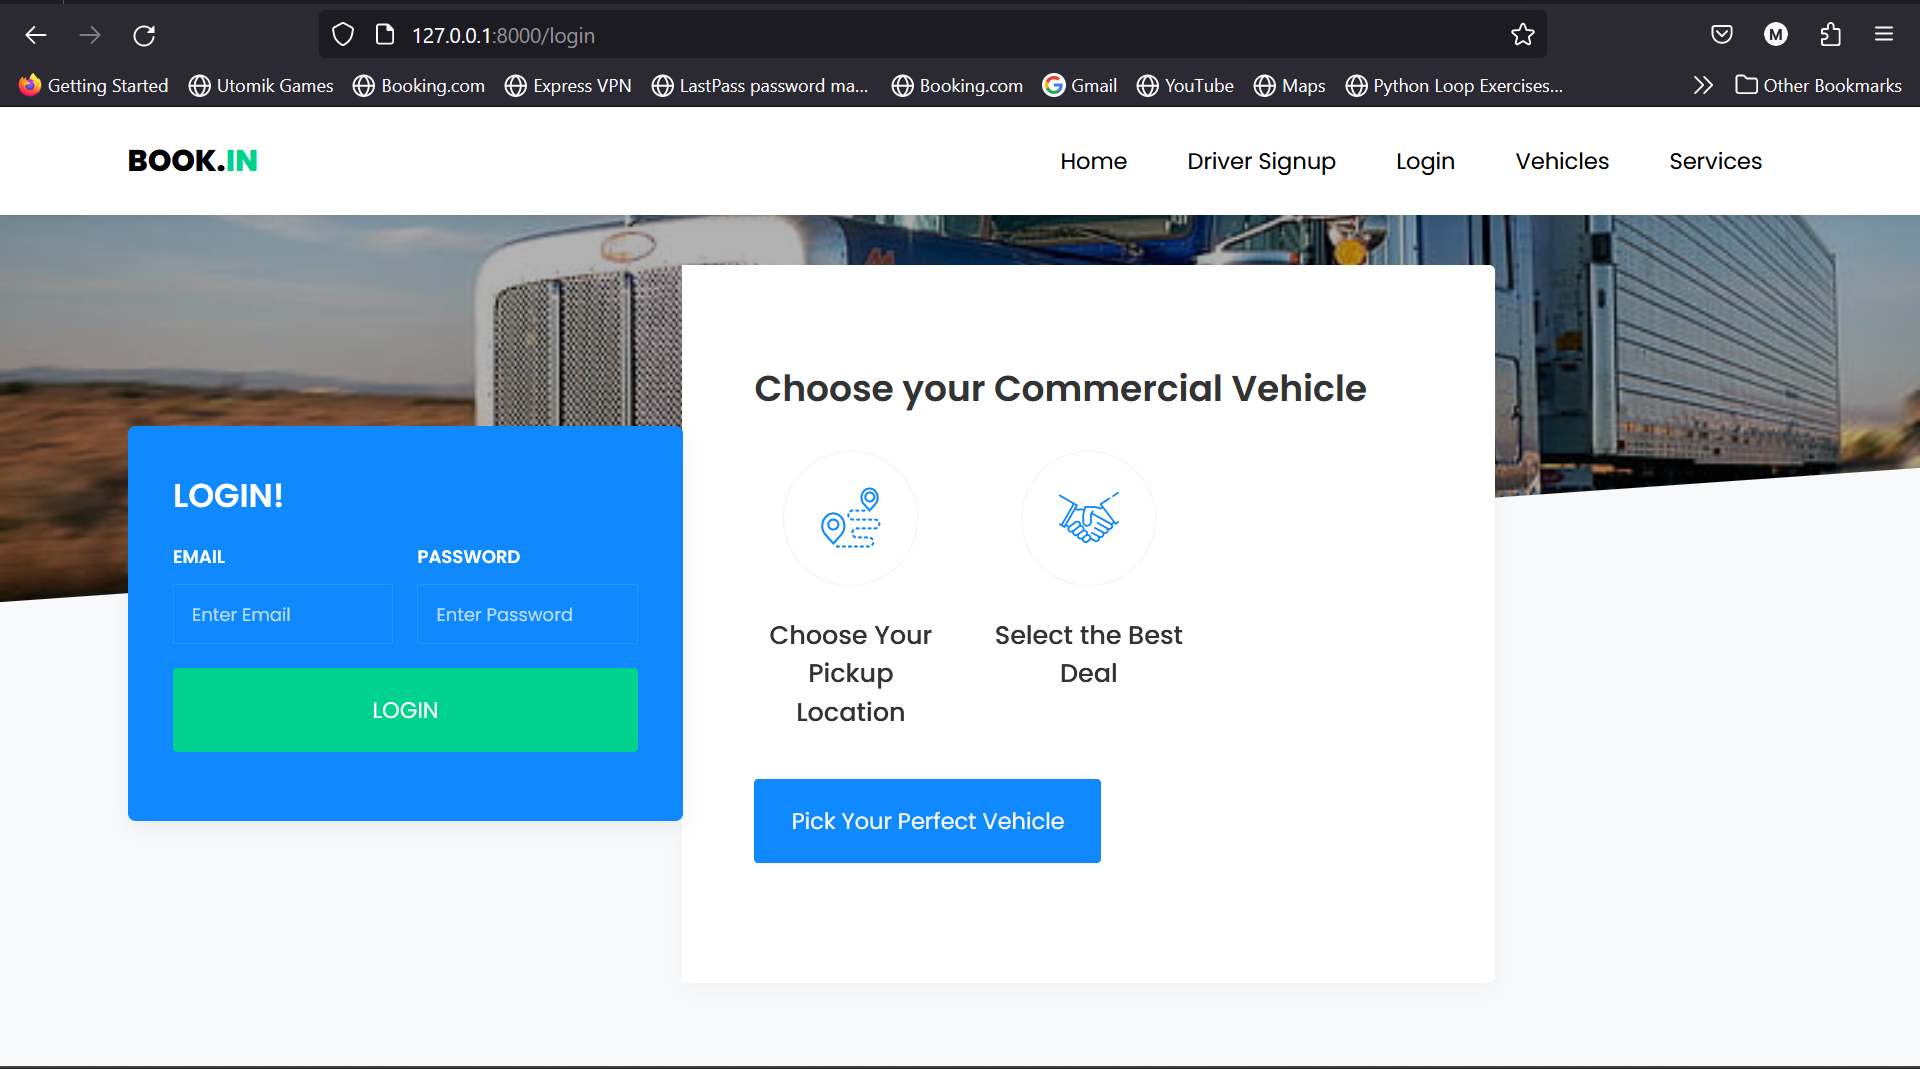 127.0.0.1:8000/login
M
Getting Started
Utomik Games
Booking.com
Express VPN
LastPass password ma...
Booking.com
Gmail
YouTube
Maps
Python Loop Exercises...
Other Bookmarks
BOOK.IN
Home
Driver Signup
Login
Vehicles
Services
LOGIN!
EMAIL
PASSWORD
Enter Email
Enter Password
LOGIN
Choose your Commercial Vehicle
Choose Your
Pickup
Location
Select the Best
Deal
Pick Your Perfect Vehicle